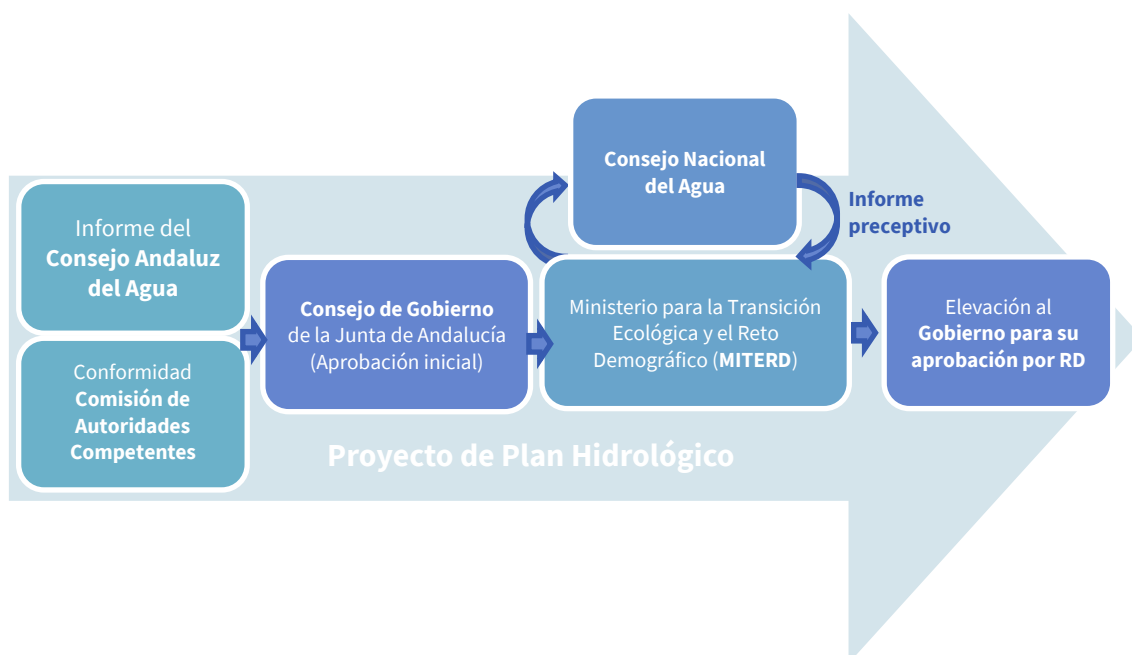 Informe del
Consejo Andaluz
del Agua
Conformidad
Comisión de
Autoridades
Competentes
Consejo de Gobierno
de la Junta de Andalucía
(Aprobación inicial)
Consejo Nacional
del Agua
Informe
preceptivo
Ministerio para la Transición
Ecológica y el Reto
Demográfico (MITERD)
Elevación al
Gobierno para su
aprobación por RD
Proyecto de Plan Hidrológico